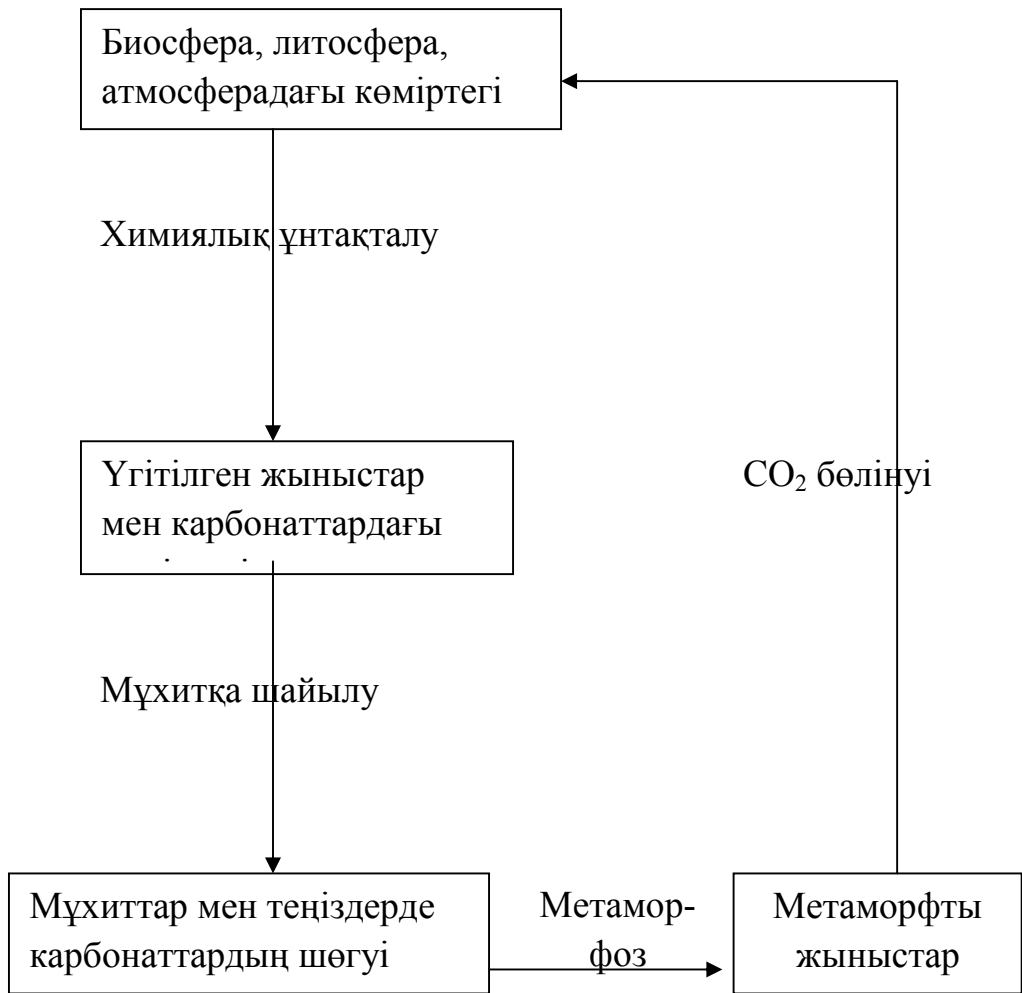 Биосфера, литосфера,
атмосферадағы көміртегі
Химиялық ұнтақталу
Үгітілген жыныстар
мен карбонаттардағы
CO₂ бөлінуі
Мұхитқа шайылу
Мұхиттар мен теңіздерде
карбонаттардың шөгуі
Метамор-
фоз
Метаморфты
жыныстар